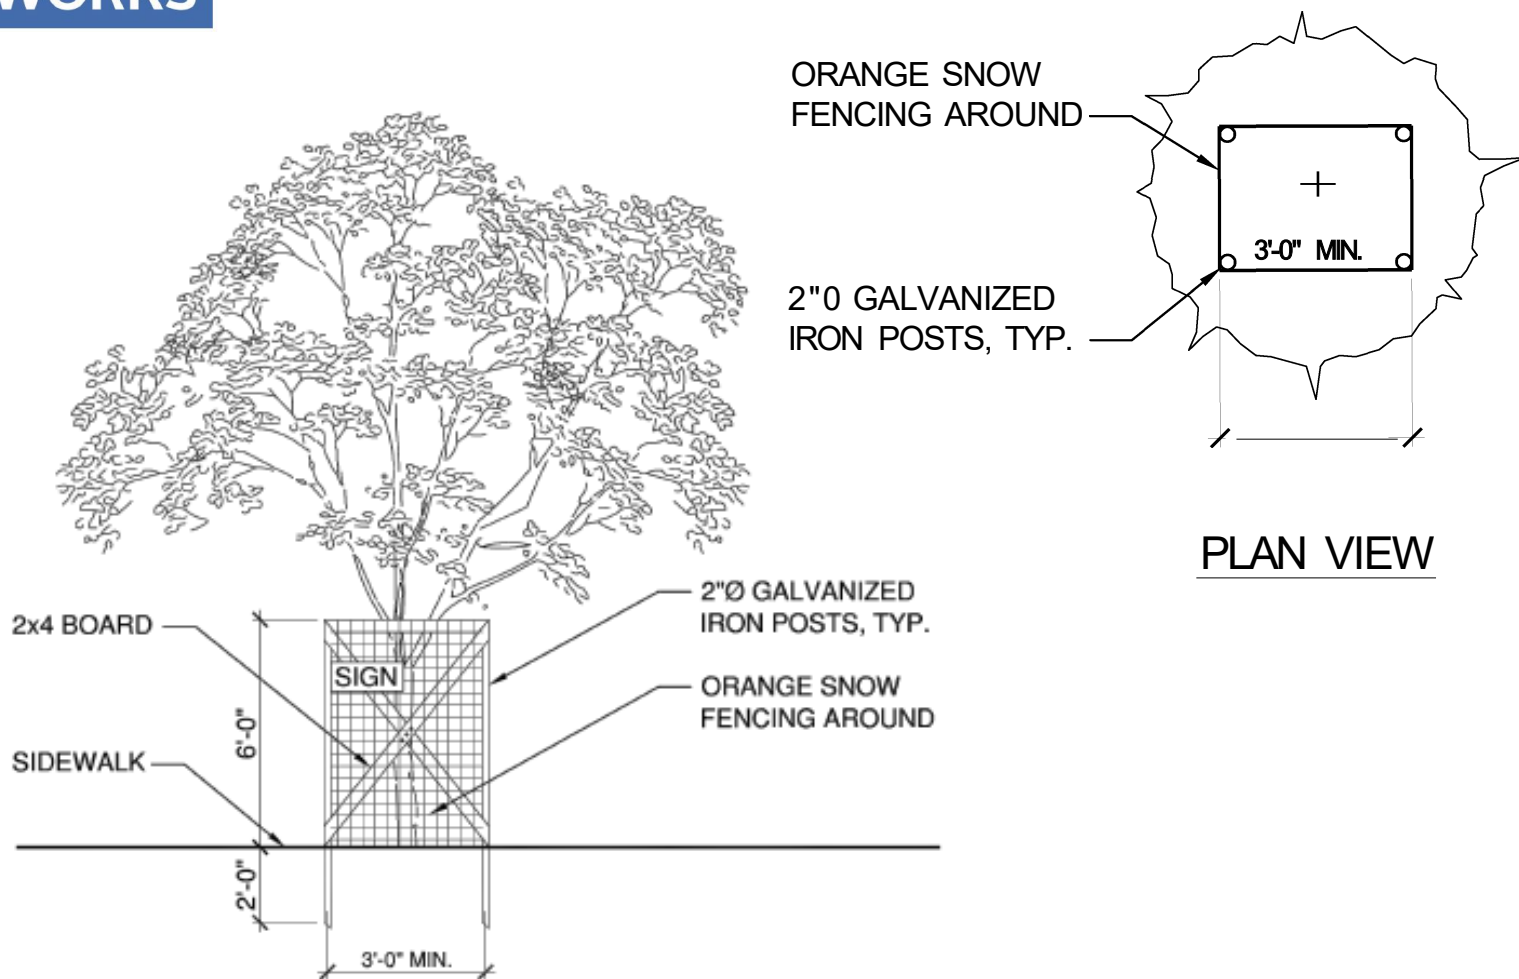 WORKS
ORANGE SNOW
FENCING AROUND
3'-0" MIN.
2"0 GALVANIZED
IRON POSTS, TYP.
PLAN VIEW
2x4 BOARD
SIGN
2"Ø GALVANIZED
IRON POSTS, TYP.
ORANGE SNOW
FENCING AROUND
6'-0"
SIDEWALK
2'-0"
3'-0" MIN.